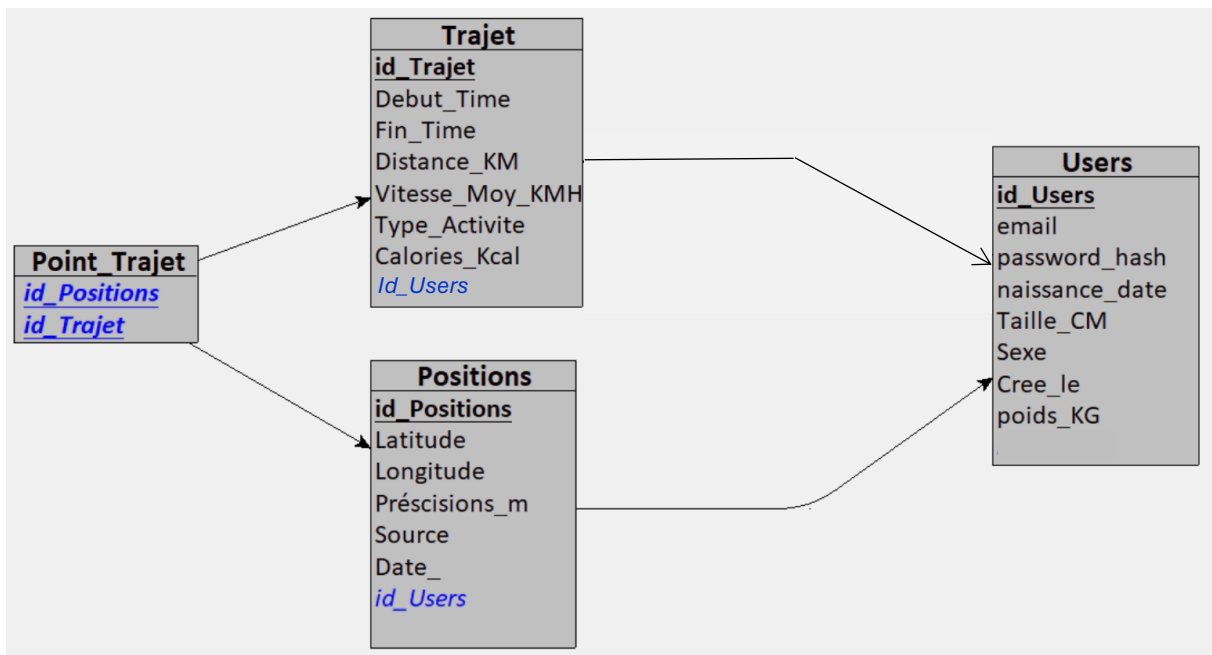 Point_Trajet
id_Positions
id_Trajet
Trajet
id_Trajet
Debut_Time
Fin_Time
Distance_KM
Vitesse_Moy_KMH
Type_Activite
Calories_Kcal
Id_Users
Positions
id_Positions
Latitude
Longitude
Préscisions_m
Source
Date_
id_Users
Users
id_Users
email
password_hash
naissance_date
Taille_CM
Sexe
Cree_le
poids_KG